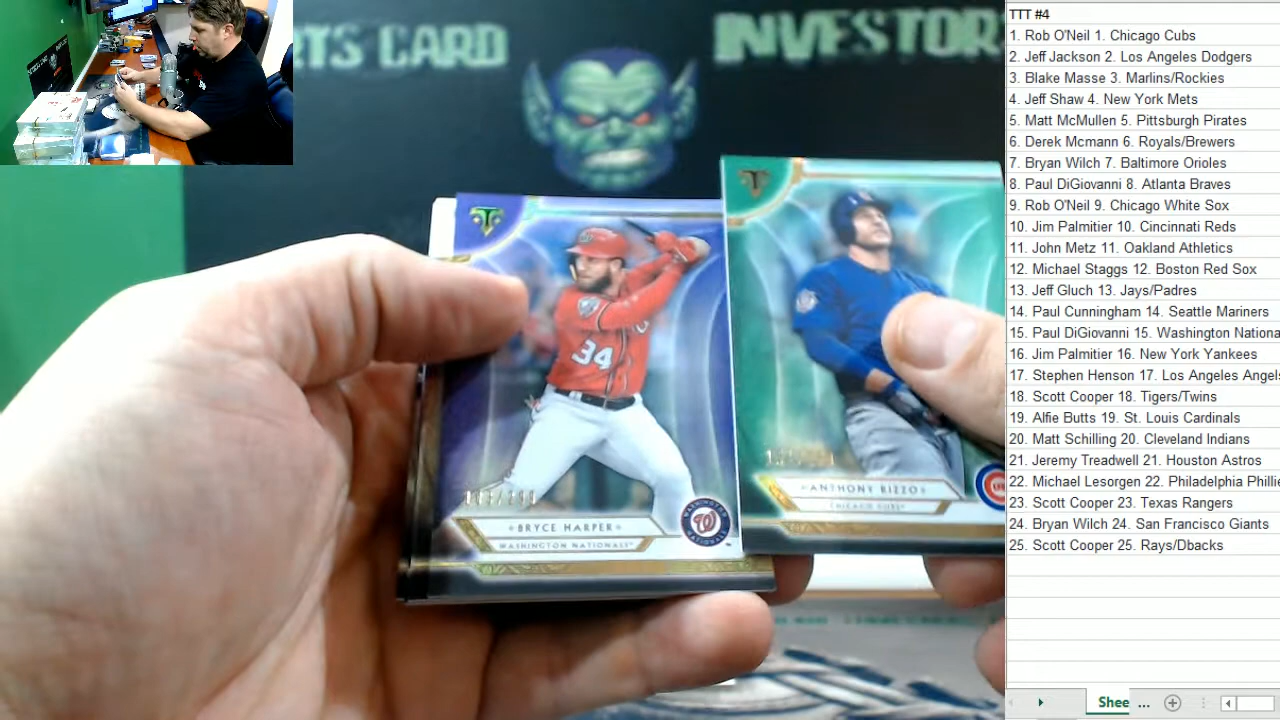 RTS CARD INVESTORS
TTT #4
1. Rob O'Neil 1. Chicago Cubs
2. Jeff Jackson 2. Los Angeles Dodgers
3. Blake Masse 3. Marlins/Rockies
4. Jeff Shaw 4. New York Mets
5. Matt McMullen 5. Pittsburgh Pirates
6. Derek Mcmann 6. Royals/Brewers
7. Bryan Wilch 7. Baltimore Orioles
8. Paul DiGiovanni 8. Atlanta Braves
9. Rob O'Neil 9. Chicago White Sox
10. Jim Palmitier 10. Cincinnati Reds
11. John Metz 11. Oakland Athletics
12. Michael Staggs 12. Boston Red Sox
13. Jeff Gluch 13. Jays/Padres
14. Paul Cunningham 14. Seattle Mariners
15. Paul DiGiovanni 15. Washington Nationa
16. Jim Palmitier 16. New York Yankees
17. Stephen Henson 17. Los Angeles Angels
18. Scott Cooper 18. Tigers/Twins
19. Alfie Butts 19. St. Louis Cardinals
20. Matt Schilling 20. Cleveland Indians
21. Jeremy Treadwell 21. Houston Astros
22. Michael Lesorgen 22. Philadelphia Phillie
23. Scott Cooper 23. Texas Rangers
24. Bryan Wilch 24. San Francisco Giants
25. Scott Cooper 25. Rays/Dbacks
Shee ...
34
BRYCE HARPER
WASHINGTON NATIONALS
ANTHONY RIZZO
CHICAGO CUBS